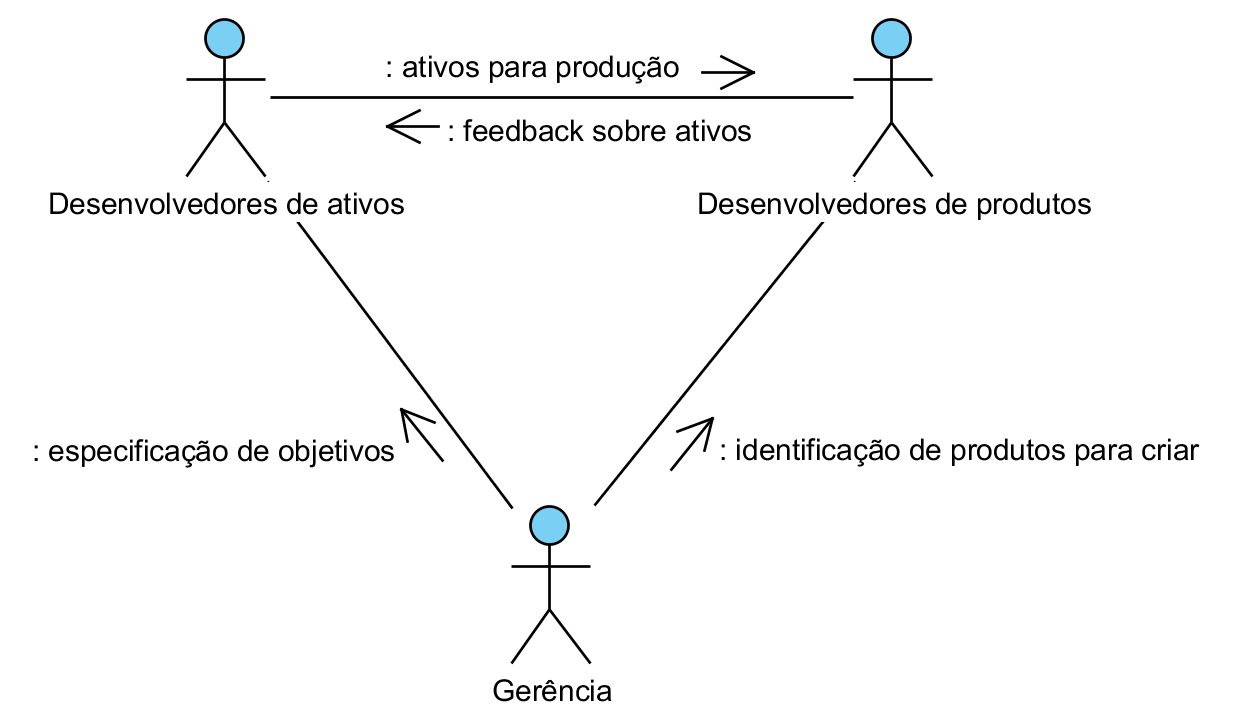 : ativos para produção
: feedback sobre ativos
Desenvolvedores de ativos
Desenvolvedores de produtos
: especificação de objetivos
: identificação de produtos para criar
Gerência